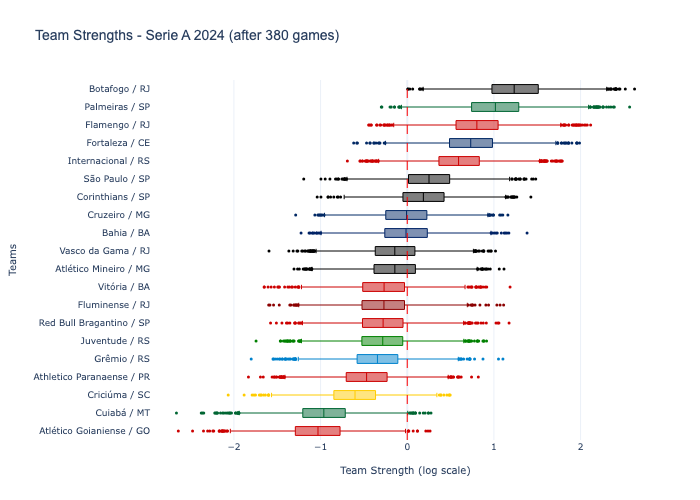 Team Strengths - Serie A 2024 (after 380 games)
Botafogo / RJ
Palmeiras / SP
Flamengo / RJ
Fortaleza / CE
Internacional / RS
São Paulo / SP
Corinthians / SP
Cruzeiro / MG
Bahia / BA
Vasco da Gama / RJ
Atlético Mineiro / MG
Vitória / BA
Fluminense / RJ
Red Bull Bragantino / SP
Juventude / RS
Grêmio / RS
Athletico Paranaense / PR
Criciúma / SC
Cuiabá / MT
Atlético Goianiense / GO
Teams
−2 −1 0 1 2
Team Strength (log scale)